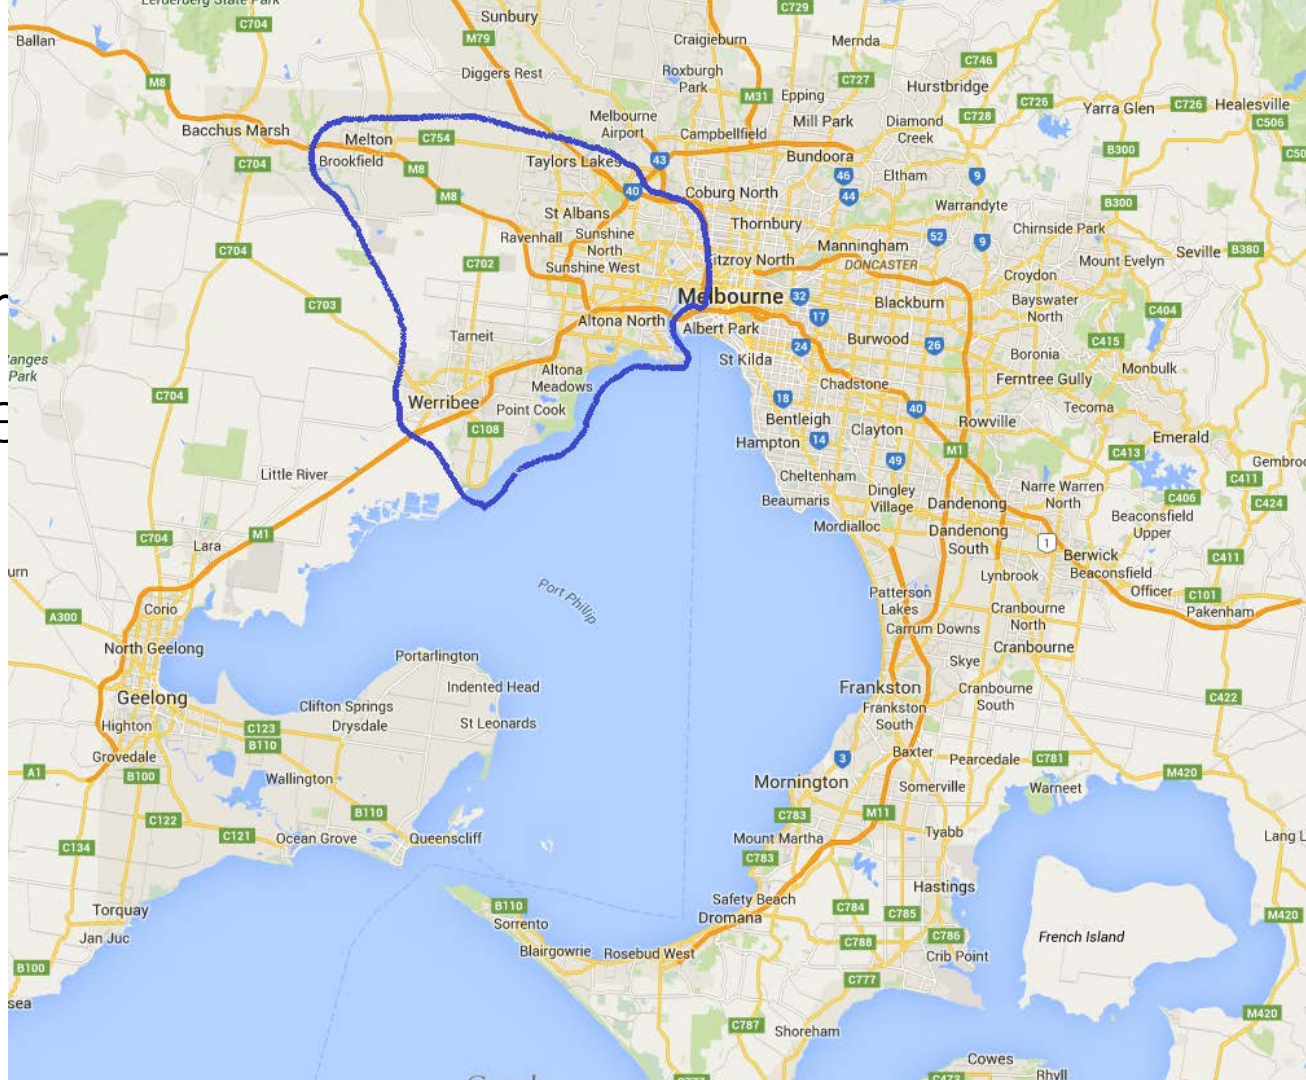 Lerderderg State Park
C704
Sunbury
C729
Ballan
M79
Craigieburn
Mernda
C746
Diggers Rest
Roxburgh
Park
C727
Hurstbridge
M8
M31
Epping
C726
Yarra Glen
C726
Healesville
Melbourne
Airport
Mill Park
Diamond
Creek
C728
C506
Bacchus Marsh
Melton
C754
Campbellfield
B300
C704
Brookfield
M8
Taylors Lakes
43
Bundoora
46
Eltham
9
M8
40
Coburg North
44
Warrandyte
B300
St Albans
Thornbury
Chirnside Park
Ravenhall
Sunshine
North
Manningham
52
9
Seville
B380
C704
C702
Sunshine West
itzroy North
DONCASTER
Mount Evelyn
Croydon
Melbourne
32
Blackburn
Bayswater
North
C404
C703
Altona North
Albert Park
17
Tarneit
24
Burwood
26
C415
anges
Park
St Kilda
Boronia
Monbulk
Altona
Meadows
Chadstone
Ferntree Gully
C704
Werribee
Point Cook
18
40
Tecoma
C108
Bentleigh
Clayton
Rowville
Hampton
14
M1
C413
Emerald
Little River
49
Gembro
Cheltenham
Narre Warren
North
C411
Beaumaris
Dingley
Village
Dandenong
C406
C424
Mordialloc
Beaconsfield
Upper
C704
Lara
M1
Dandenong
South
1
Berwick
C411
urn
Port Phillip
Lynbrook
Beaconsfield
Officer
C101
Patterson
Lakes
Pakenham
A300
Corio
Cranbourne
North
Carrum Downs
North Geelong
Portarlington
Cranbourne
Skye
Geelong
Indented Head
Frankston
Cranbourne
South
C422
Clifton Springs
Frankston
South
Highton
C123
Drysdale
St Leonards
B110
Grovedale
Baxter
Pearcedale
C781
A1
B100
Wallington
3
M420
Mornington
Somerville
Warneet
C122
B110
C783
M11
C121
Ocean Grove
Queenscliff
Mount Martha
Tyabb
Lang L
C134
C783
Hastings
Torquay
B110
Safety Beach
C784
C785
M420
Sorrento
Dromana
Jan Juc
C788
C786
French Island
B100
Blairgowrie
Rosebud West
Crib Point
C777
sea
C787
Shoreham
M420
Cowes
Rhyll